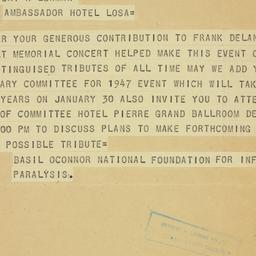 AMBASSADOR HOTEL LOSA=
R YOUR GENEROUS CONTRIBUTION TO FRANK DELAN
T MEMORIAL CONCERT HELPED MAKE THIS EVENT O
TINGUISED TRIBUTES OF ALL TIME MAY WE ADD Y
ARY COMMITTEE FOR 1947 EVENT WHICH WILL TAK
YEARS ON JANUARY 30 ALSO INVITE YOU TO ATTE
OF COMMITTEE HOTEL PIERRE GRAND BALLROOM DE
00 PM TO DISCUSS PLANS TO MAKE FORTHCOMING
POSSIBLE TRIBUTE=
BASIL OCONNOR NATIONAL FOUNDATION FOR INF
PARALYSIS.